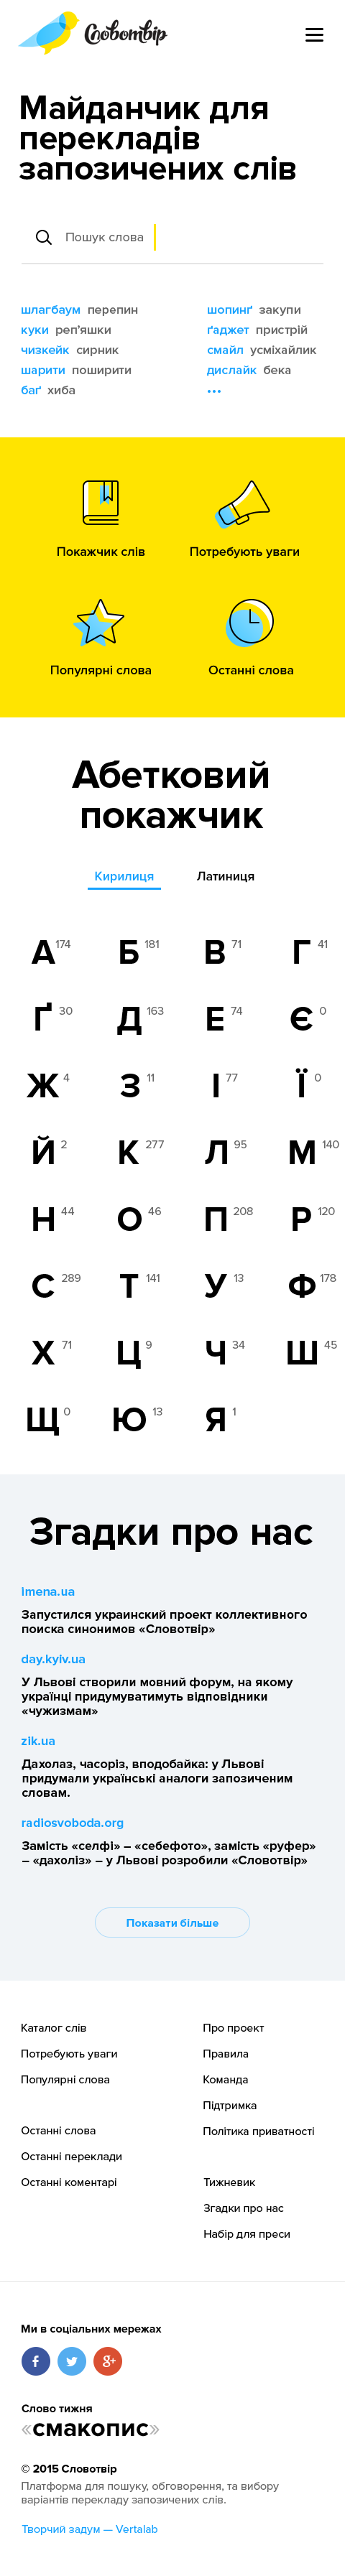 Словотвір
Майданчик для
перекладів
запозичених слів
Пошук слова
шлагбаум перепин
куки реп’яшки
чизкейк сирник
шарити поширити
баґ хиба
шопинґ закупи
ґаджет пристрій
смайл усміхайлик
дислайк бека
•••
Покажчик слів
Потребують уваги
Популярні слова
Останні слова
Абетковий
покажчик
Кирилиця Латиниця
А 174 Б 181 В 71 Г 41
Ґ 30 Д 163 Е 74 Є 0
Ж 4 З 11 І 77 Ї 0
Й 2 К 277 Л 95 М 140
Н 44 О 46 П 208 Р 120
С 289 Т 141 У 13 Ф 178
Х 71 Ц 9 Ч 34 Ш 45
Щ 0 Ю 13 Я 1
Згадки про нас
imena.ua
Запустился украинский проект коллективного
поиска синонимов «Словотвір»
day.kyiv.ua
У Львові створили мовний форум, на якому
українці придумуватимуть відповідники
«чужизмам»
zik.ua
Дахолаз, часоріз, вподобайка: у Львові
придумали українські аналоги запозиченим
словам.
radiosvoboda.org
Замість «селфі» – «себефото», замість «руфер»
– «дахоліз» – у Львові розробили «Словотвір»
Показати більше
Каталог слів
Потребують уваги
Популярні слова
Останні слова
Останні переклади
Останні коментарі
Про проект
Правила
Команда
Підтримка
Політика приватності
Тижневик
Згадки про нас
Набір для преси
Ми в соціальних мережах
Слово тижня
«смакопис»
© 2015 Словотвір
Платформа для пошуку, обговорення, та вибору
варіантів перекладу запозичених слів.
Творчий задум — Vertalab